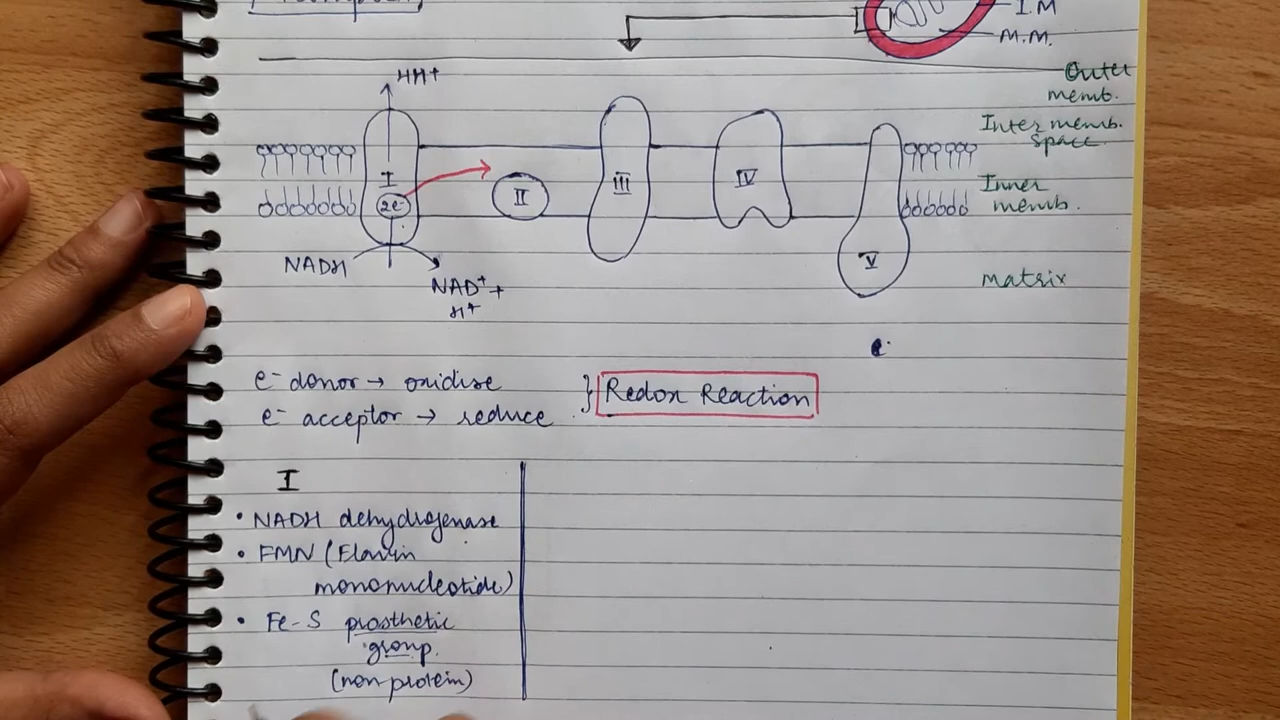 I.M
M.M.
Outer
memb.
4H+
Inter memb.
space
I
II
III
IV
Inner
memb.
2e-
V
NADH
NAD+ +
H+
matrix
e-
e- donor → oxidise
e- acceptor → reduce
} Redox Reaction
I
• NADH dehydrogenase
• FMN (Flavin
mononucleotide)
• Fe-S prosthetic
group.
(non protein)